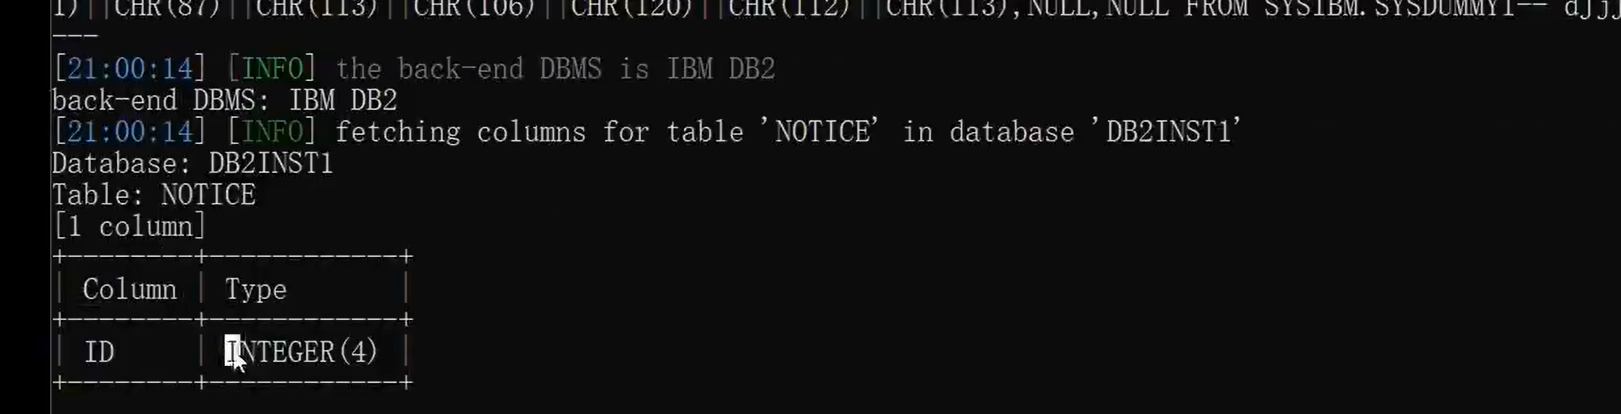 1)||CHR(87)||CHR(113)||CHR(106)||CHR(120)||CHR(112)||CHR(113),NULL,NULL FROM SYSIBM.SYSDUMMY1-- djjj
---
[21:00:14] [INFO] the back-end DBMS is IBM DB2
back-end DBMS: IBM DB2
[21:00:14] [INFO] fetching columns for table 'NOTICE' in database 'DB2INST1'
Database: DB2INST1
Table: NOTICE
[1 column]
+--------+------------+
| Column | Type       |
+--------+------------+
| ID     | INTEGER(4) |
+--------+------------+